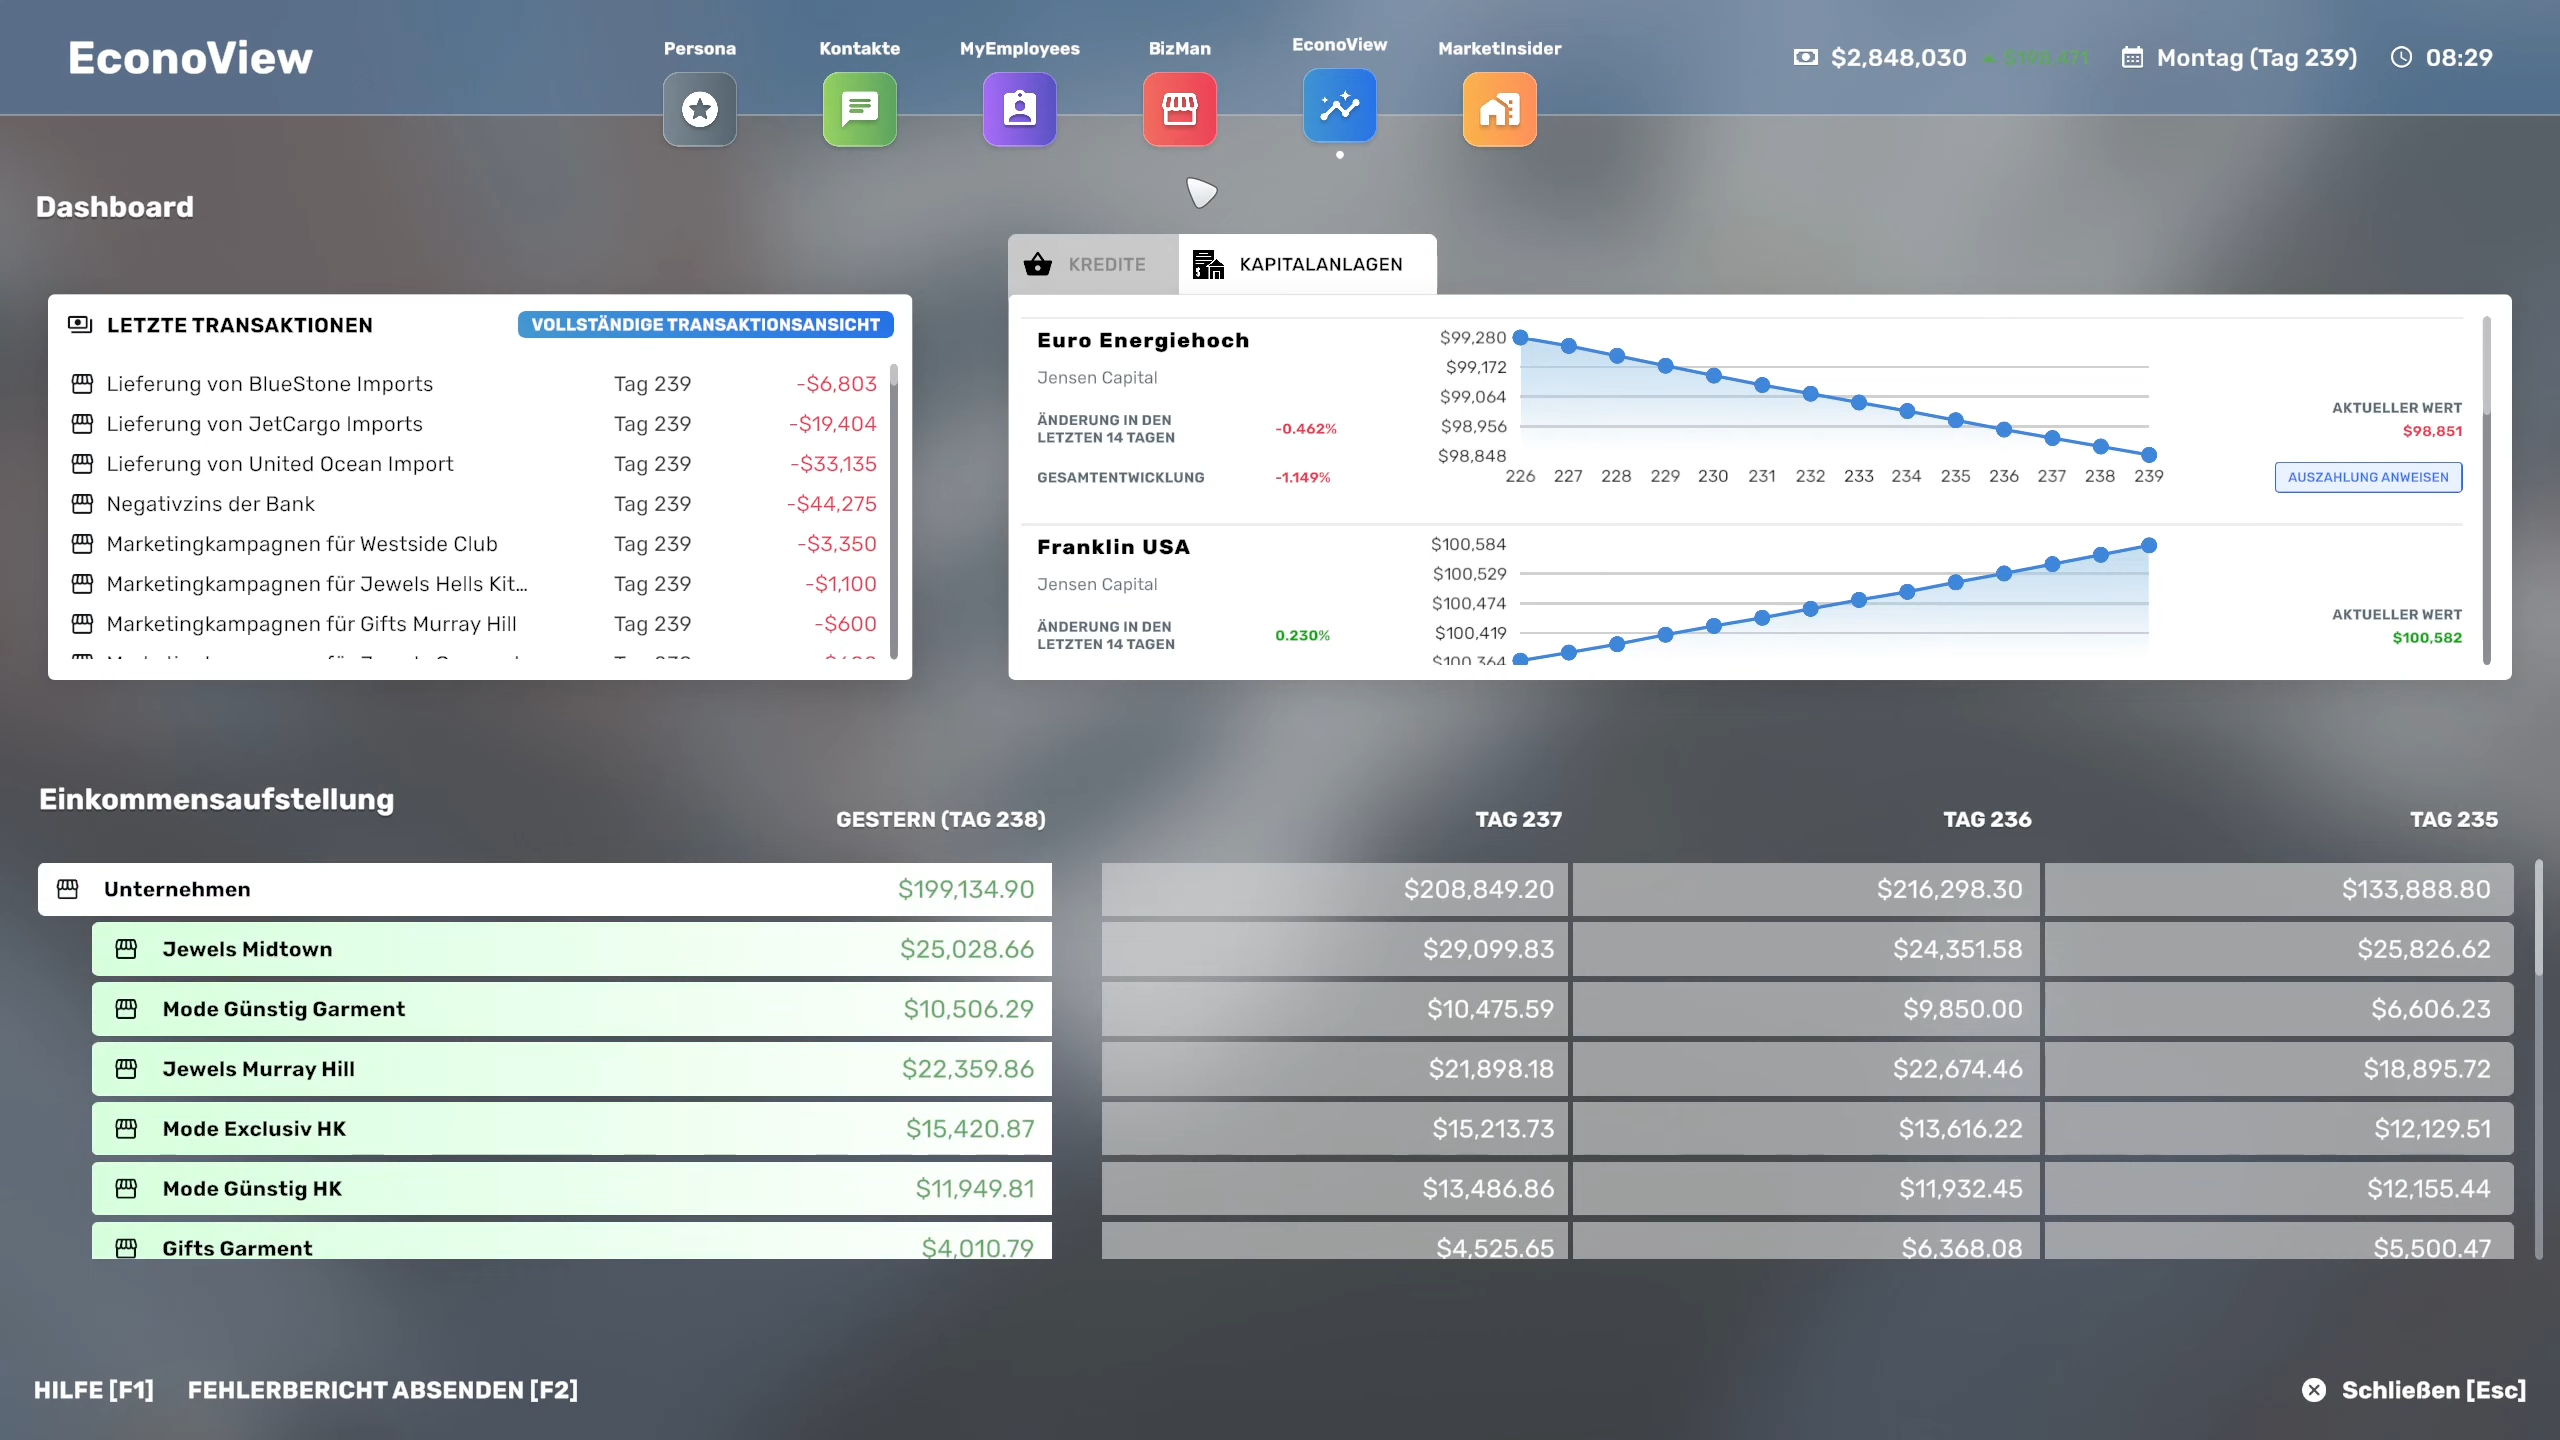 EconoView
Persona
Kontakte
MyEmployees
BizMan
EconoView
MarketInsider
$2,848,030
Montag (Tag 239)
08:29
Dashboard
LETZTE TRANSAKTIONEN
VOLLSTÄNDIGE TRANSAKTIONSANSICHT
Lieferung von BlueStone Imports Tag 239 -$6,803
Lieferung von JetCargo Imports Tag 239 -$19,404
Lieferung von United Ocean Import Tag 239 -$33,135
Negativzins der Bank Tag 239 -$44,275
Marketingkampagnen für Westside Club Tag 239 -$3,350
Marketingkampagnen für Jewels Hells Kit... Tag 239 -$1,100
Marketingkampagnen für Gifts Murray Hill Tag 239 -$600
KREDITE
KAPITALANLAGEN
Euro Energiehoch
Jensen Capital
ÄNDERUNG IN DEN
LETZTEN 14 TAGEN
-0.462%
GESAMTENTWICKLUNG -1.149%
$99,280
$99,172
$99,064
$98,956
$98,848
226 227 228 229 230 231 232 233 234 235 236 237 238 239
AKTUELLER WERT
$98,851
AUSZAHLUNG ANWEISEN
Franklin USA
Jensen Capital
ÄNDERUNG IN DEN
LETZTEN 14 TAGEN
0.230%
$100,584
$100,529
$100,474
$100,419
$100,364
AKTUELLER WERT
$100,582
Einkommensaufstellung
GESTERN (TAG 238) TAG 237 TAG 236 TAG 235
Unternehmen $199,134.90 $208,849.20 $216,298.30 $133,888.80
Jewels Midtown $25,028.66 $29,099.83 $24,351.58 $25,826.62
Mode Günstig Garment $10,506.29 $10,475.59 $9,850.00 $6,606.23
Jewels Murray Hill $22,359.86 $21,898.18 $22,674.46 $18,895.72
Mode Exclusiv HK $15,420.87 $15,213.73 $13,616.22 $12,129.51
Mode Günstig HK $11,949.81 $13,486.86 $11,932.45 $12,155.44
Gifts Garment $4,010.79 $4,525.65 $6,368.08 $5,500.47
HILFE [F1] FEHLERBERICHT ABSENDEN [F2]
Schließen [Esc]